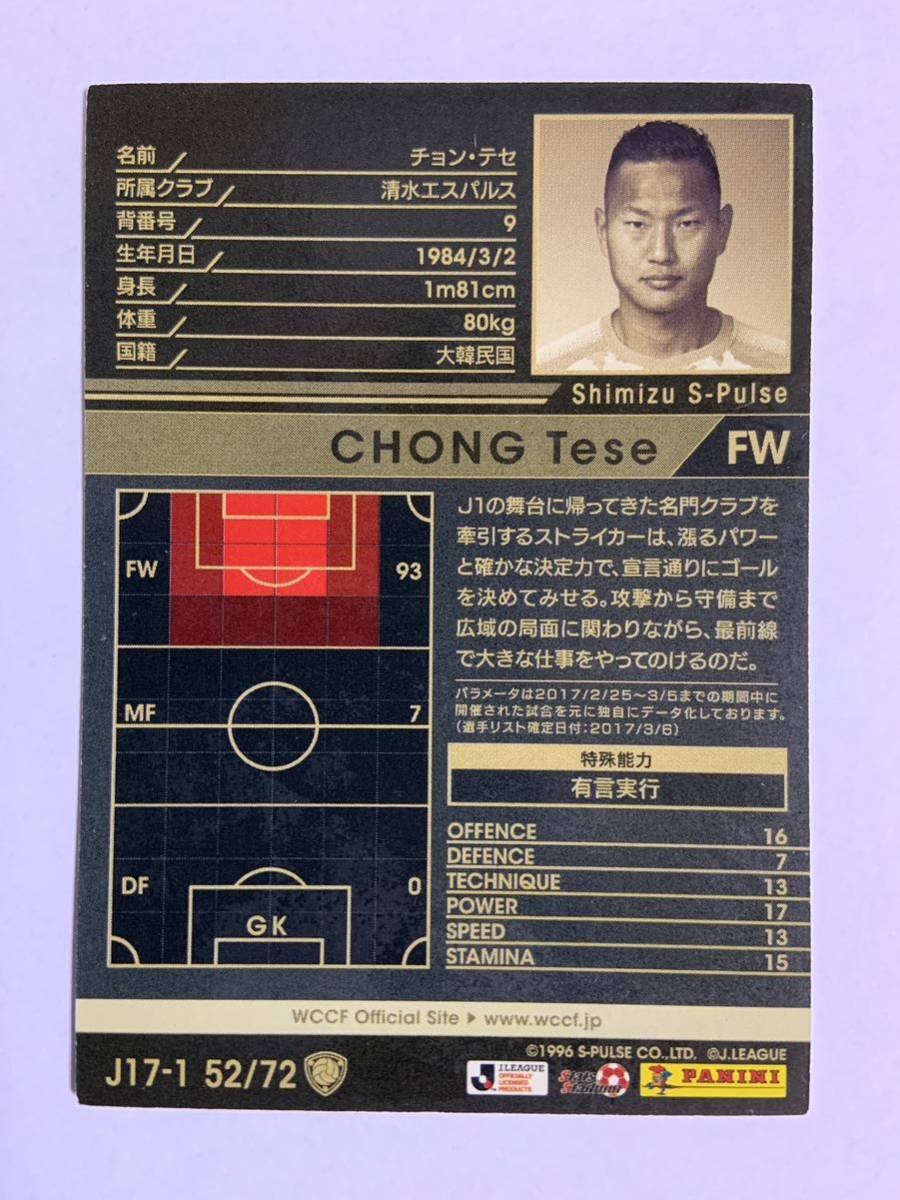 名前 チョン・テセ
所属クラブ 清水エスパルス
背番号 9
生年月日 1984/3/2
身長 1m81cm
体重 80kg
国籍 大韓民国
Shimizu S-Pulse
CHONG Tese FW
FW 93
MF 7
DF 0
GK
J1の舞台に帰ってきた名門クラブを
牽引するストライカーは、漲るパワー
と確かな決定力で、宣言通りにゴール
を決めてみせる。攻撃から守備まで
広域の局面に関わりながら、最前線
で大きな仕事をやってのけるのだ。
パラメータは2017/2/25〜3/5までの期間中に
開催された試合を元に独自にデータ化しております。
(選手リスト確定日付:2017/3/6)
特殊能力
有言実行
OFFENCE 16
DEFENCE 7
TECHNIQUE 13
POWER 17
SPEED 13
STAMINA 15
WCCF Official Site ▶ www.wccf.jp
©1996 S-PULSE CO.,LTD. ©J.LEAGUE
J17-1 52/72
J.LEAGUE
OFFICIALLY
LICENSED
PRODUCTS
PANINI